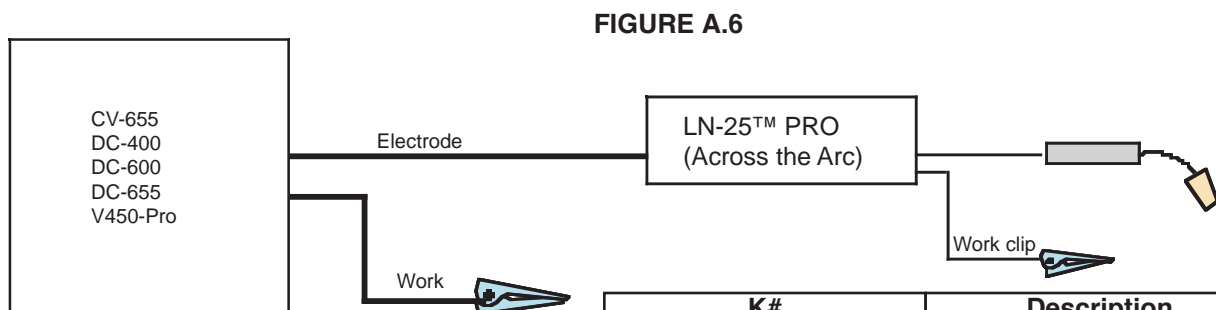 FIGURE A.6
CV-655
DC-400
DC-600
DC-655
V450-Pro
Electrode
LN-25™ PRO
(Across the Arc)
Work clip
Work
K# Description